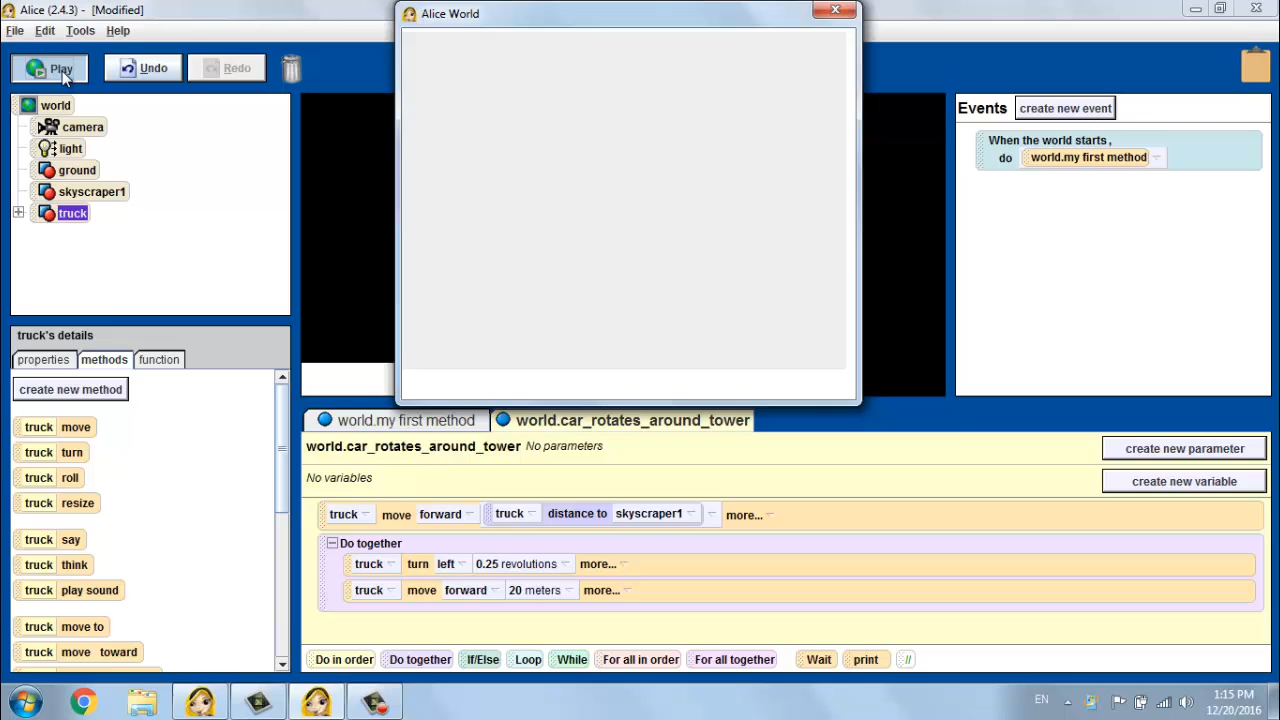 Alice (2.4.3) - [Modified]
File Edit Tools Help
Play Undo Redo
world
camera
light
ground
skyscraper1
truck
truck's details
properties methods function
create new method
truck move
truck turn
truck roll
truck resize
truck say
truck think
truck play sound
truck move to
truck move toward
Alice World
Events create new event
When the world starts,
do world.my first method
world.my first method world.car_rotates_around_tower
world.car_rotates_around_tower No parameters
create new parameter
No variables
create new variable
truck move forward truck distance to skyscraper1 more...
Do together
truck turn left 0.25 revolutions more...
truck move forward 20 meters more...
Do in order Do together If/Else Loop While For all in order For all together Wait print //
EN
1:15 PM
12/20/2016